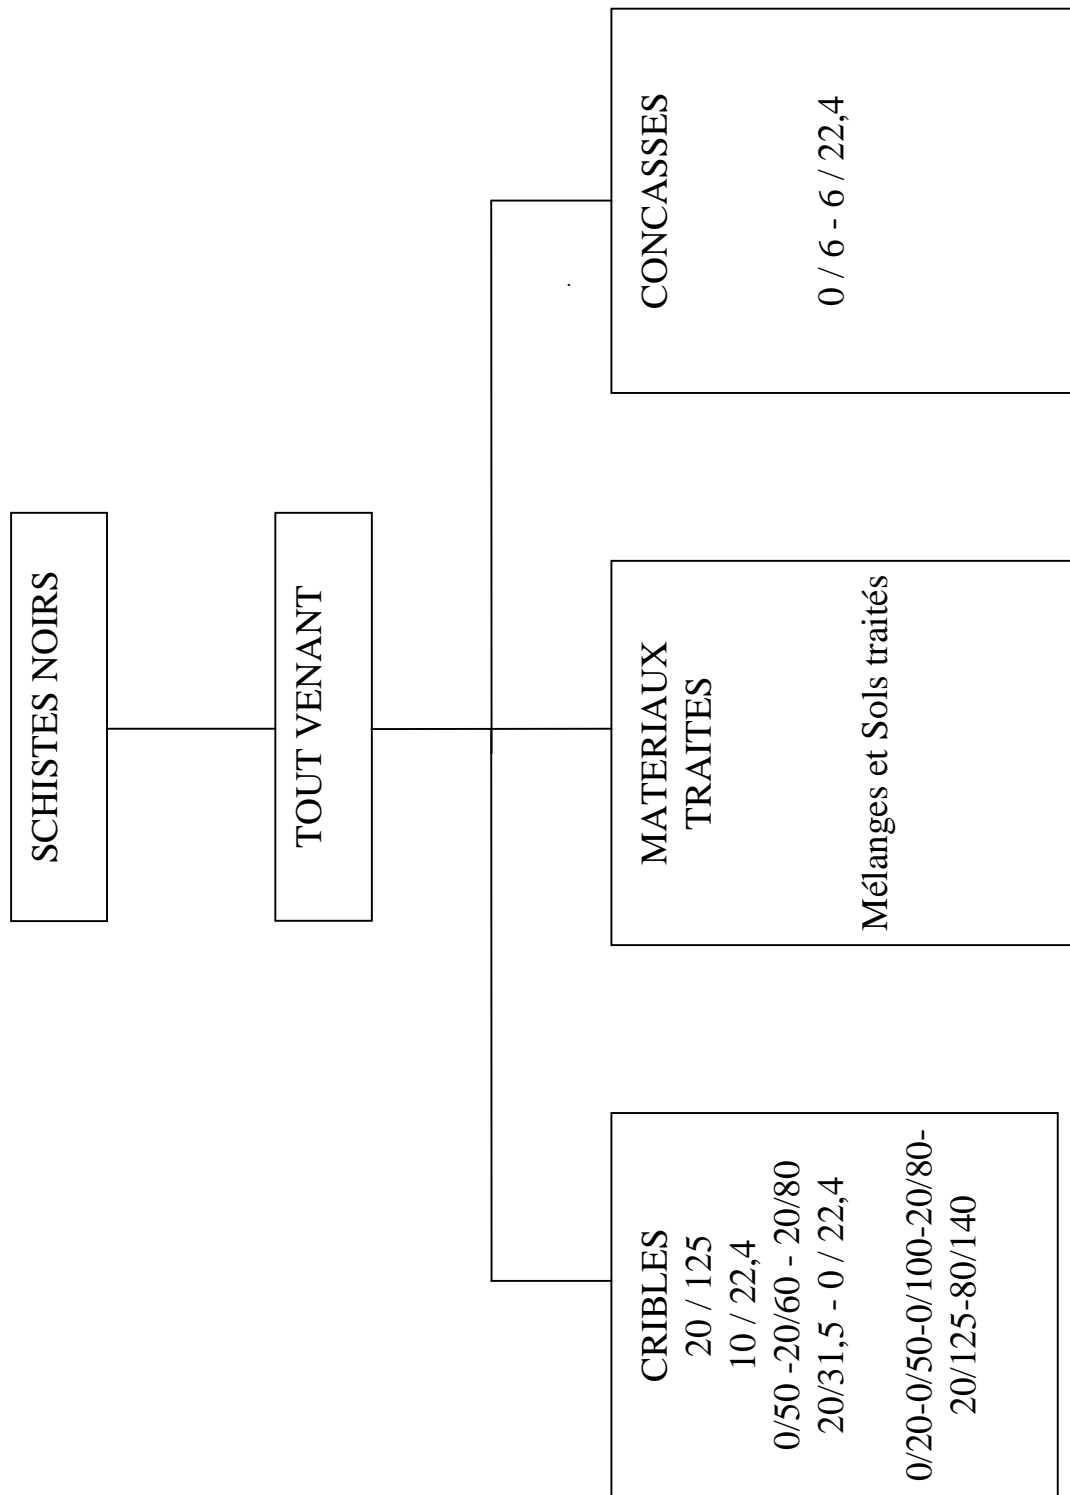 SCHISTES NOIRS
TOUT VENANT
CRIBLES
20 / 125
10 / 22,4
0/50 -20/60 - 20/80
20/31,5 - 0 / 22,4
0/20-0/50-0/100-20/80-
20/125-80/140
MATERIAUX
TRAITES
Mélanges et Sols traités
CONCASSES
0 / 6 - 6 / 22,4